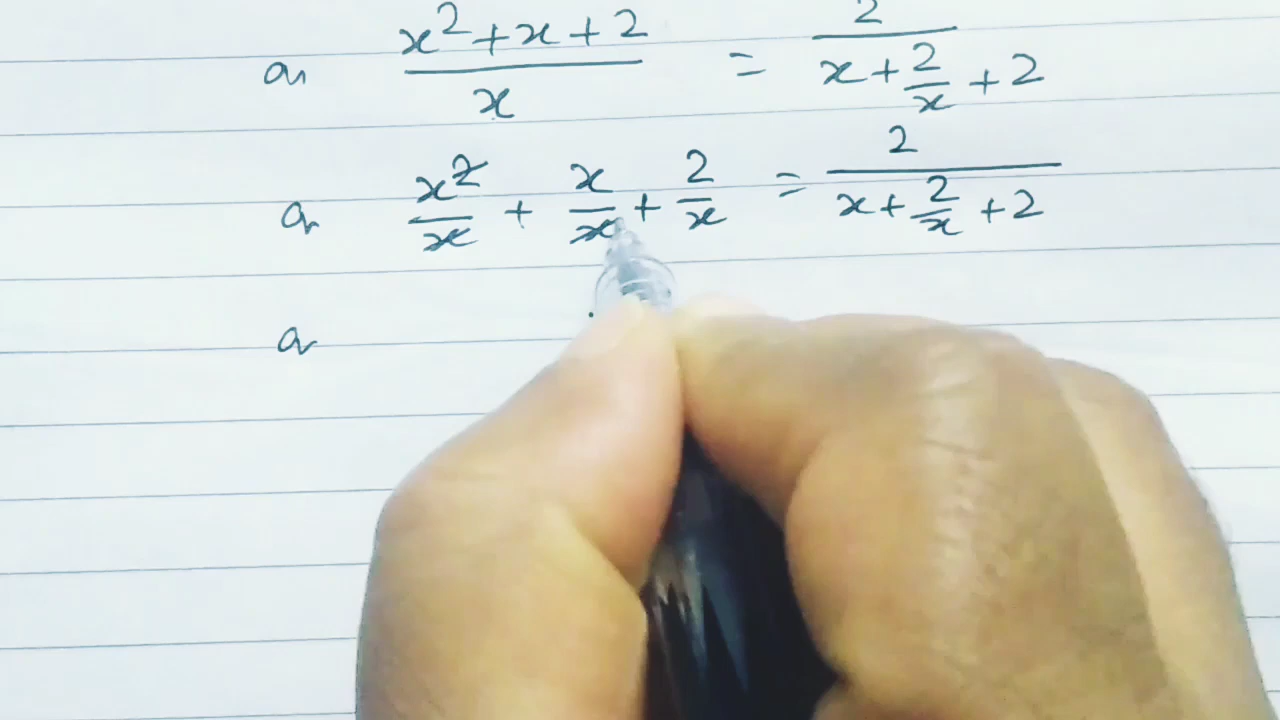 or (x² + x + 2)/x = 2/(x + 2/x + 2)
or x²/x + x/x + 2/x = 2/(x + 2/x + 2)
or